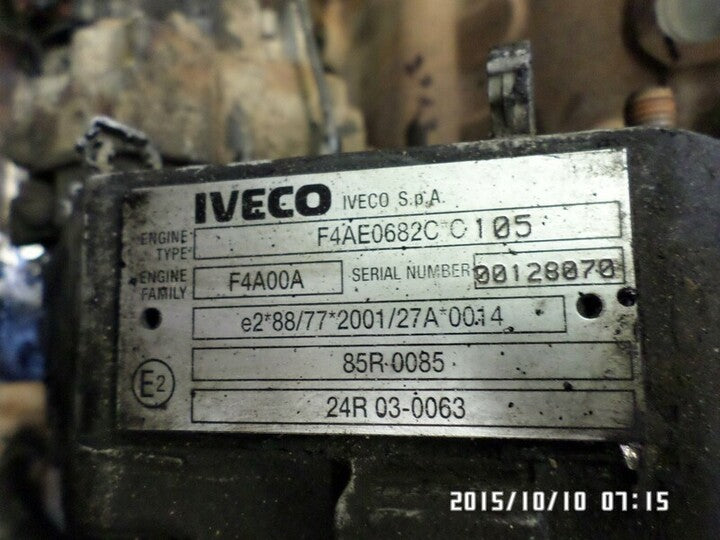 IVECO IVECO S.p.A.
ENGINE TYPE F4AE0682C C105
ENGINE FAMILY F4A00A SERIAL NUMBER 00128070
e2*88/77*2001/27A*0014
85R-0085
E2
24R 03-0063
2015/10/10 07:15